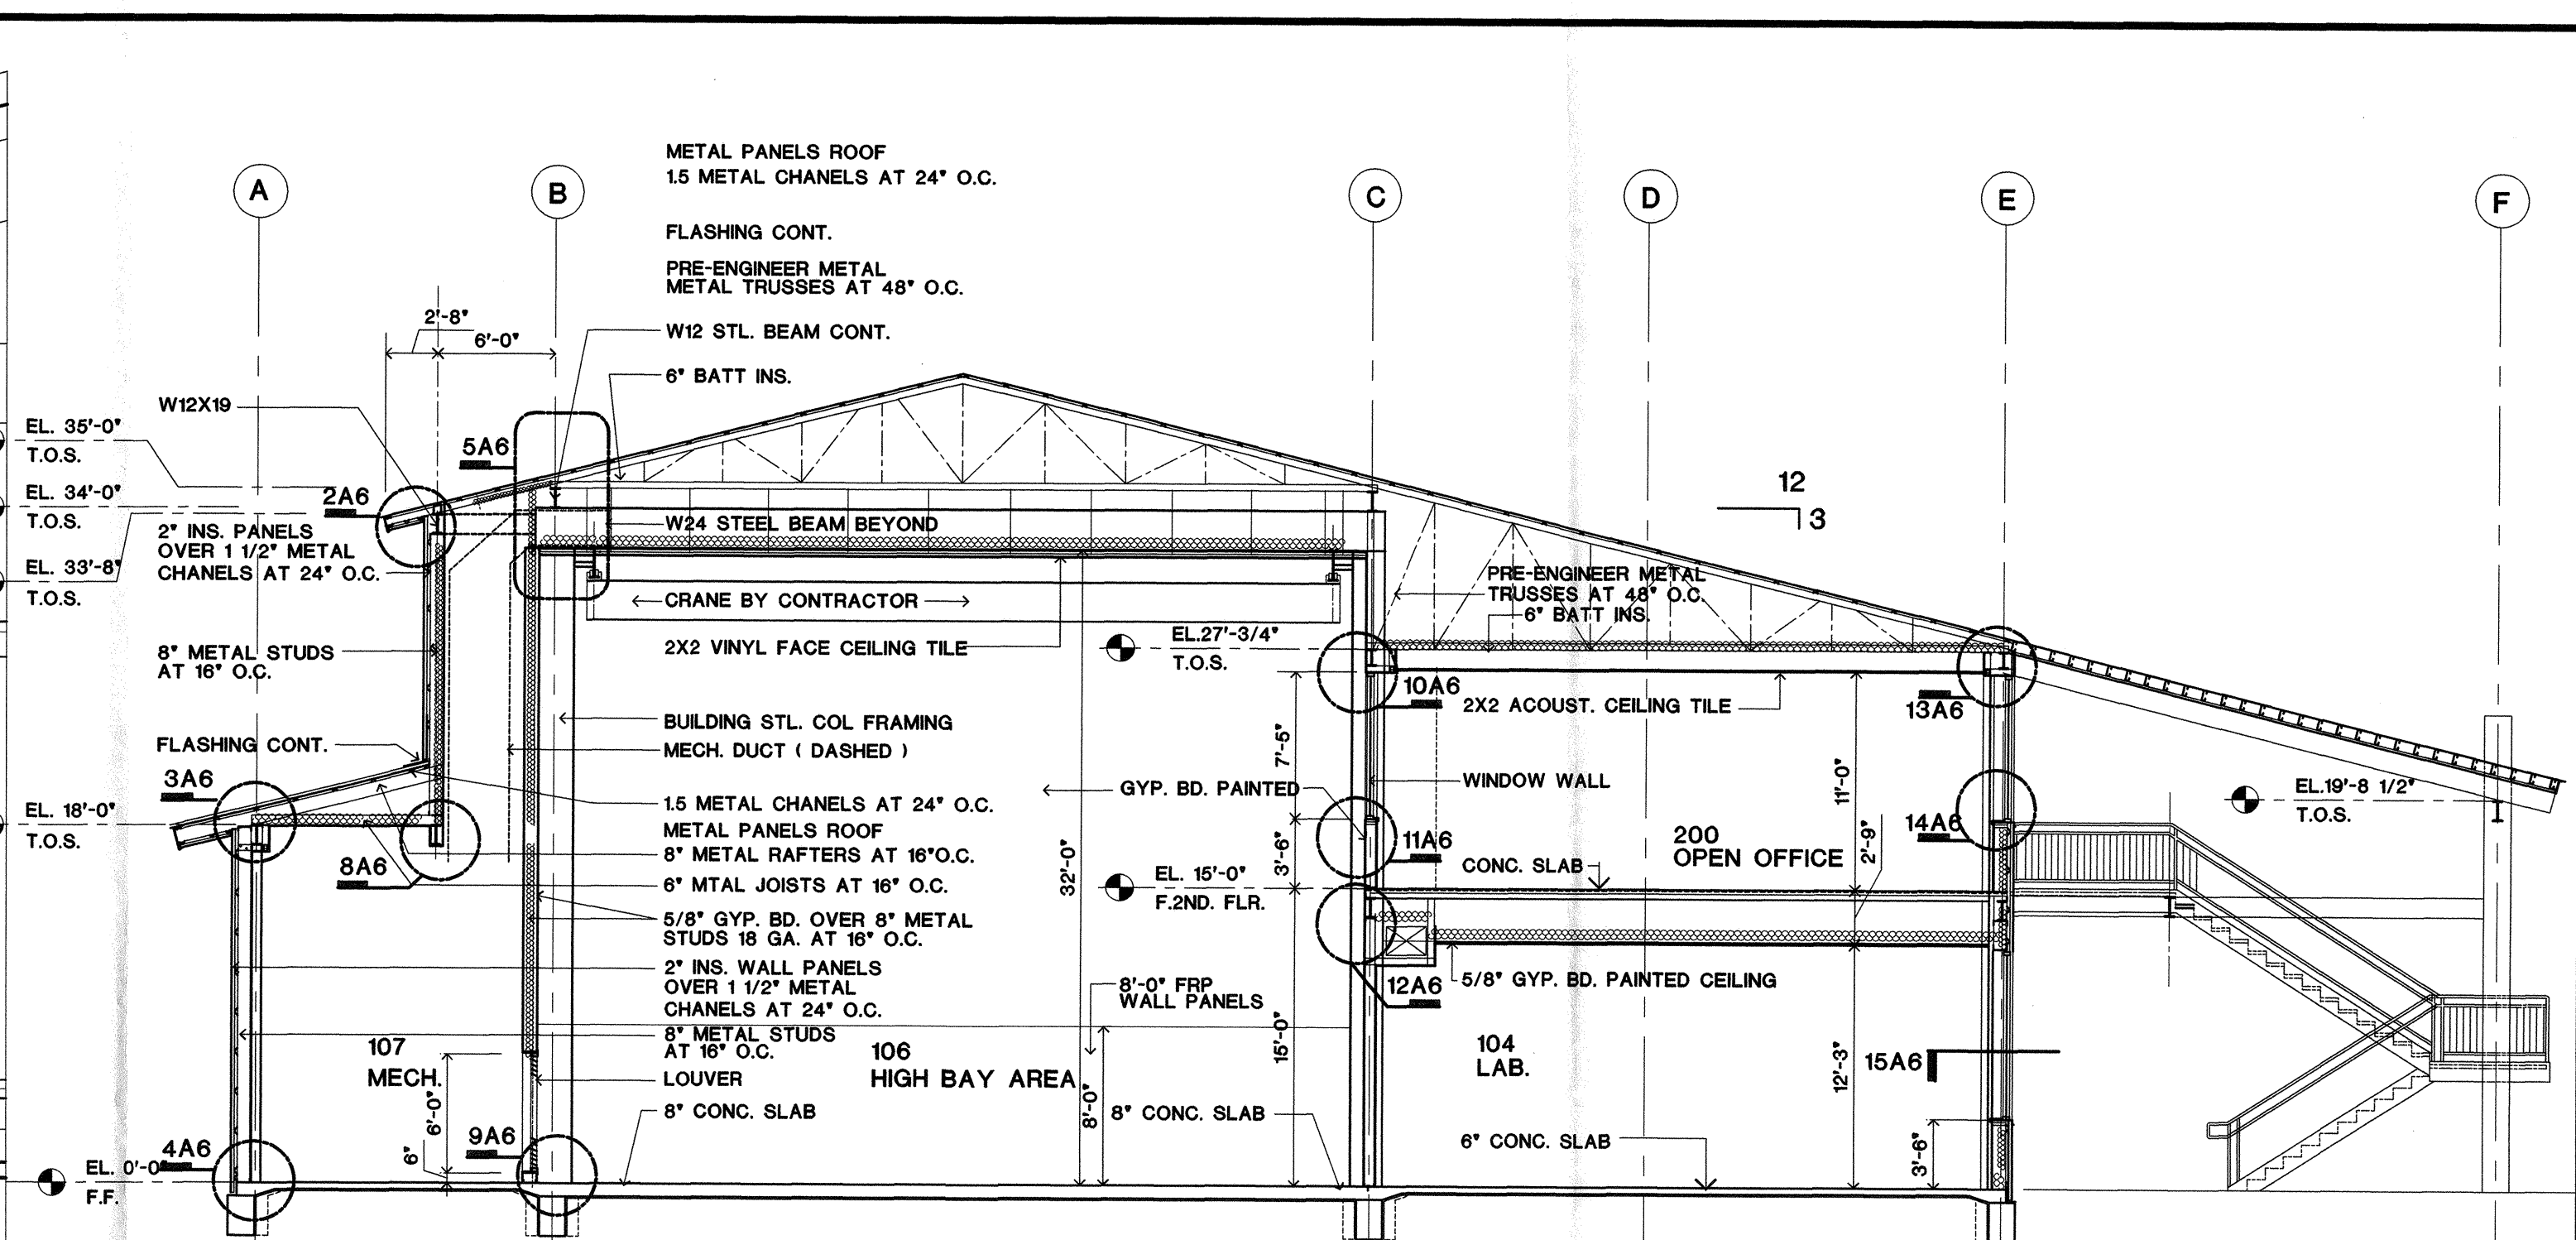 A
B
C
D
E
F
METAL PANELS ROOF
1.5 METAL CHANELS AT 24" O.C.
FLASHING CONT.
PRE-ENGINEER METAL
METAL TRUSSES AT 48" O.C.
W12 STL. BEAM CONT.
6" BATT INS.
2'-8"
6'-0"
W12X19
EL. 35'-0"
T.O.S.
5A6
EL. 34'-0"
T.O.S.
2A6
2" INS. PANELS
OVER 1 1/2" METAL
CHANELS AT 24" O.C.
EL. 33'-8"
T.O.S.
12
3
W24 STEEL BEAM BEYOND
CRANE BY CONTRACTOR
2X2 VINYL FACE CEILING TILE
PRE-ENGINEER METAL
TRUSSES AT 48" O.C.
6" BATT INS.
EL.27'-3/4"
T.O.S.
8" METAL STUDS
AT 16" O.C.
10A6
2X2 ACOUST. CEILING TILE
13A6
BUILDING STL. COL FRAMING
MECH. DUCT ( DASHED )
FLASHING CONT.
3A6
7'-5"
GYP. BD. PAINTED
WINDOW WALL
11'-0"
EL.19'-8 1/2"
T.O.S.
EL. 18'-0"
T.O.S.
1.5 METAL CHANELS AT 24" O.C.
METAL PANELS ROOF
8" METAL RAFTERS AT 16"O.C.
6" MTAL JOISTS AT 16" O.C.
8A6
32'-0"
3'-6"
11A6
CONC. SLAB
200
OPEN OFFICE
2'-9"
14A6
EL. 15'-0"
F.2ND. FLR.
5/8" GYP. BD. OVER 8" METAL
STUDS 18 GA. AT 16" O.C.
2" INS. WALL PANELS
OVER 1 1/2" METAL
CHANELS AT 24" O.C.
8" METAL STUDS
AT 16" O.C.
LOUVER
8" CONC. SLAB
8'-0" FRP
WALL PANELS
12A6
5/8" GYP. BD. PAINTED CEILING
107
MECH.
106
HIGH BAY AREA
15'-0"
104
LAB.
12'-3"
15A6
6'-0"
6"
8'-0"
8" CONC. SLAB
6" CONC. SLAB
3'-6"
4A6
9A6
EL. 0'-0
F.F.